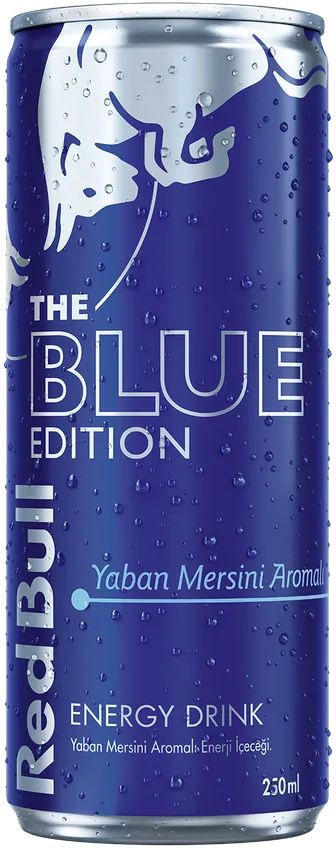 THE
BLUE
EDITION
Red Bull
Yaban Mersini Aromalı
ENERGY DRINK
Yaban Mersini Aromalı Enerji İçeceği.
250 ml